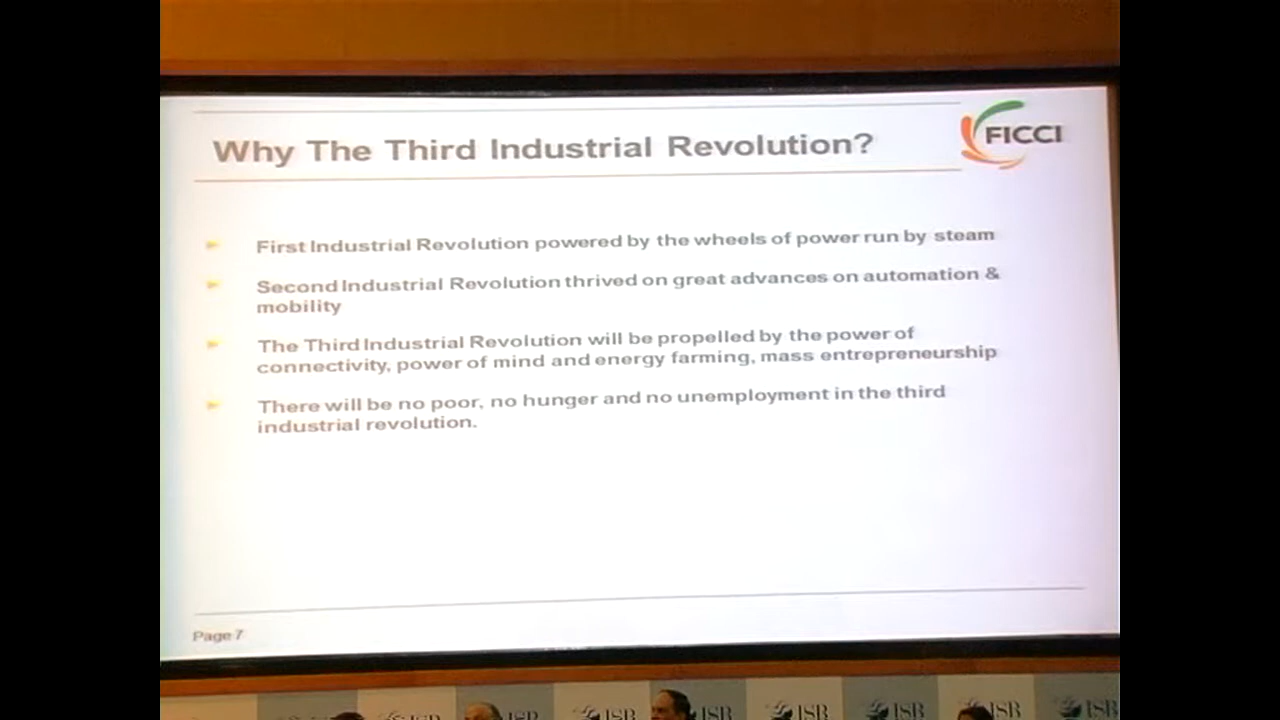 Why The Third Industrial Revolution?
FICCI
First Industrial Revolution powered by the wheels of power run by steam
Second Industrial Revolution thrived on great advances on automation &
mobility
The Third Industrial Revolution will be propelled by the power of
connectivity, power of mind and energy farming, mass entrepreneurship
There will be no poor, no hunger and no unemployment in the third
industrial revolution.
Page 7
ISB ISB ISB ISB ISB ISB ISB ISB